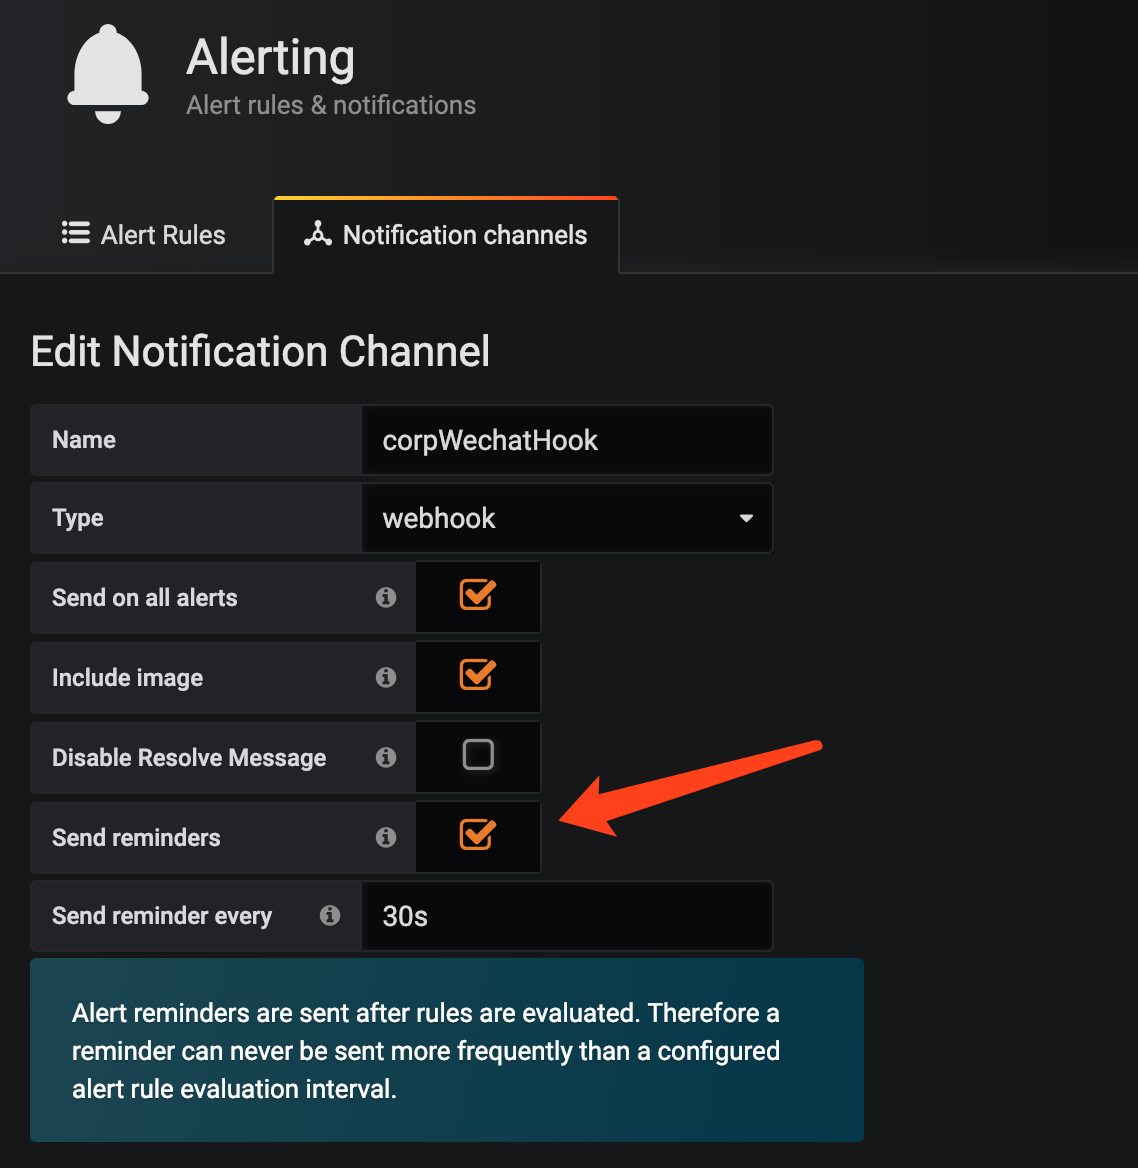 Alerting
Alert rules & notifications
Alert Rules
Notification channels
Edit Notification Channel
Name
corpWechatHook
Type
webhook
Send on all alerts
Include image
Disable Resolve Message
Send reminders
Send reminder every
30s
Alert reminders are sent after rules are evaluated. Therefore a
reminder can never be sent more frequently than a configured
alert rule evaluation interval.